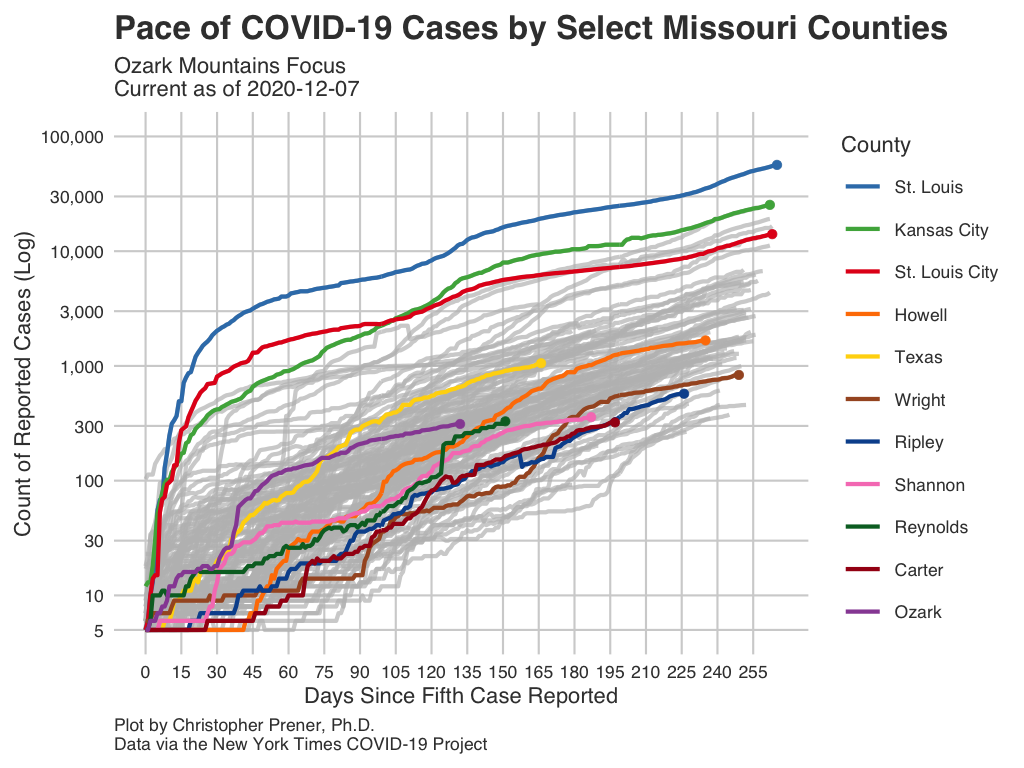 Pace of COVID-19 Cases by Select Missouri Counties
Ozark Mountains Focus
Current as of 2020-12-07
Count of Reported Cases (Log)
100,000
30,000
10,000
3,000
1,000
300
100
30
10
5
0 15 30 45 60 75 90 105 120 135 150 165 180 195 210 225 240 255
Days Since Fifth Case Reported
County
St. Louis
Kansas City
St. Louis City
Howell
Texas
Wright
Ripley
Shannon
Reynolds
Carter
Ozark
Plot by Christopher Prener, Ph.D.
Data via the New York Times COVID-19 Project